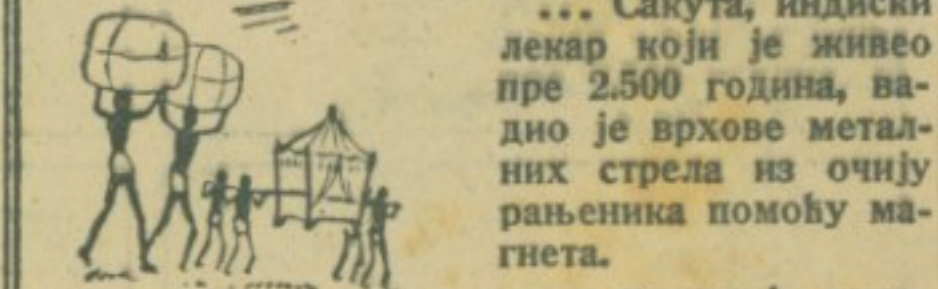 ... Сакута, индиски
лекар који је живео
пре 2.500 година, ва-
дио је врхове метал-
них стрела из очију
рањеника помоћу ма-
гнета.